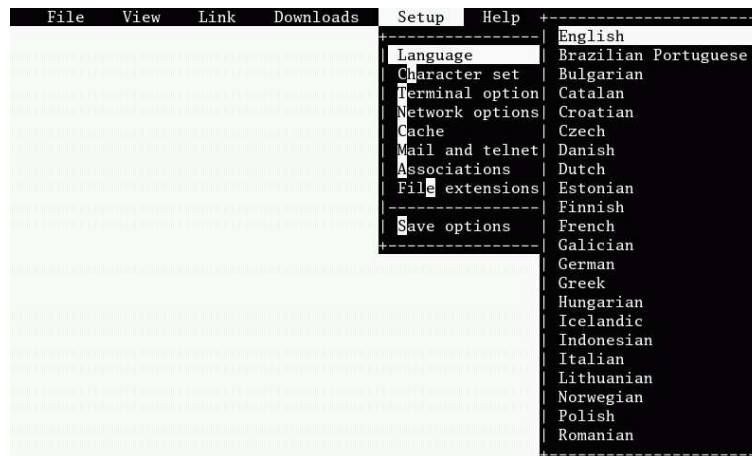 File View Link Downloads Setup Help
Language
Character set
Terminal option
Network options
Cache
Mail and telnet
Associations
File extensions
Save options
English
Brazilian Portuguese
Bulgarian
Catalan
Croatian
Czech
Danish
Dutch
Estonian
Finnish
French
Galician
German
Greek
Hungarian
Icelandic
Indonesian
Italian
Lithuanian
Norwegian
Polish
Romanian